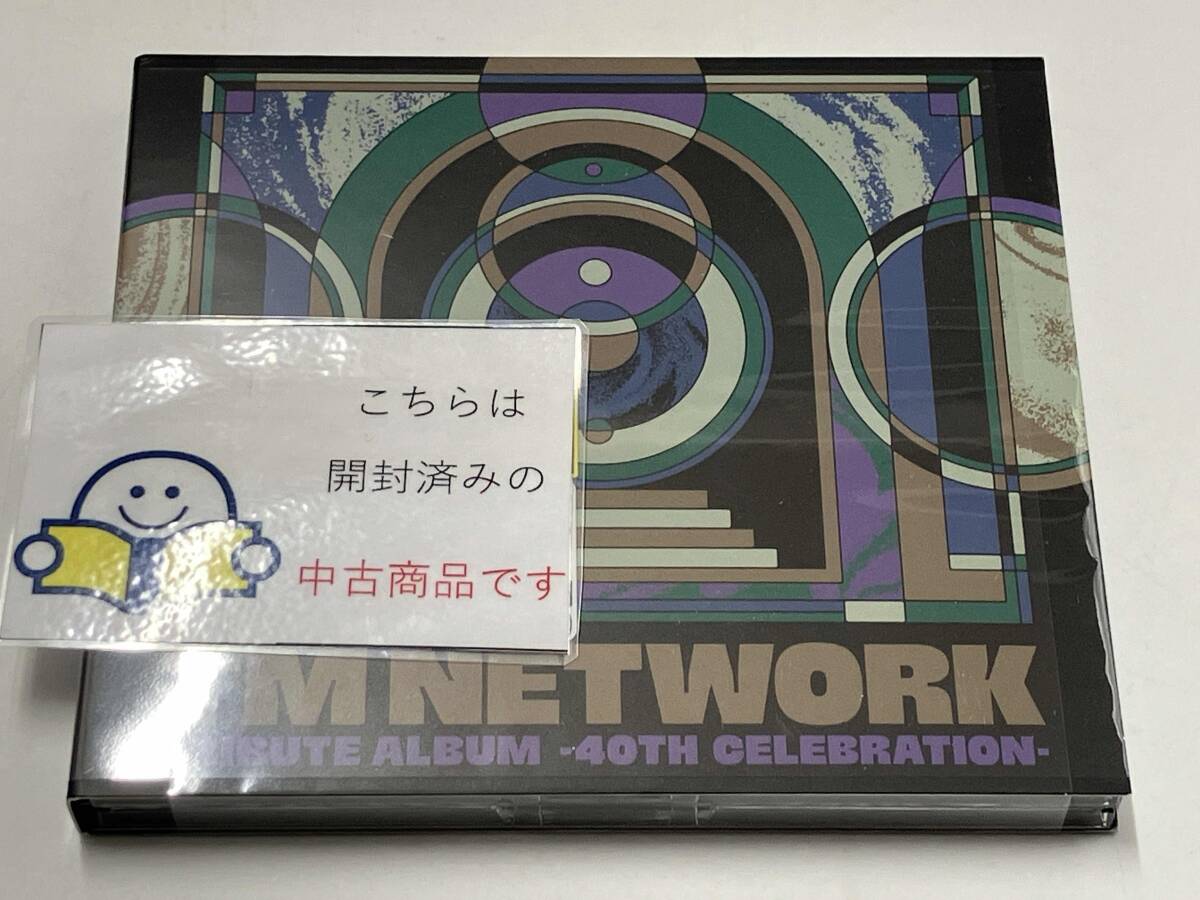 こちらは
開封済みの
中古商品です
M NETWORK
IBUTE ALBUM -40TH CELEBRATION-